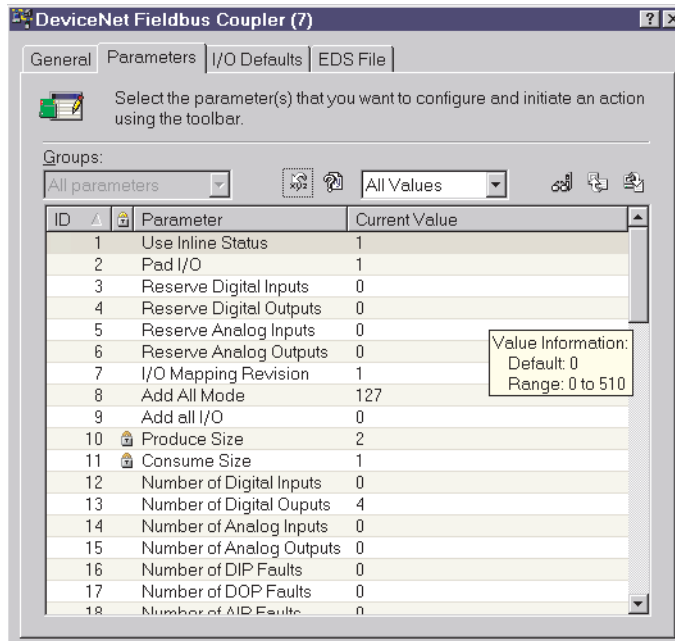 DeviceNet Fieldbus Coupler (7)
General Parameters I/O Defaults EDS File
Select the parameter(s) that you want to configure and initiate an action
using the toolbar.
Groups:
All parameters All Values
ID Parameter Current Value
1 Use Inline Status 1
2 Pad I/O 1
3 Reserve Digital Inputs 0
4 Reserve Digital Outputs 0
5 Reserve Analog Inputs 0
6 Reserve Analog Outputs 0
7 I/O Mapping Revision 1
8 Add All Mode 127
9 Add all I/O 0
10 Produce Size 2
11 Consume Size 1
12 Number of Digital Inputs 0
13 Number of Digital Ouputs 4
14 Number of Analog Inputs 0
15 Number of Analog Outputs 0
16 Number of DIP Faults 0
17 Number of DOP Faults 0
18 Number of AIP Faults 0
Value Information:
Default: 0
Range: 0 to 510